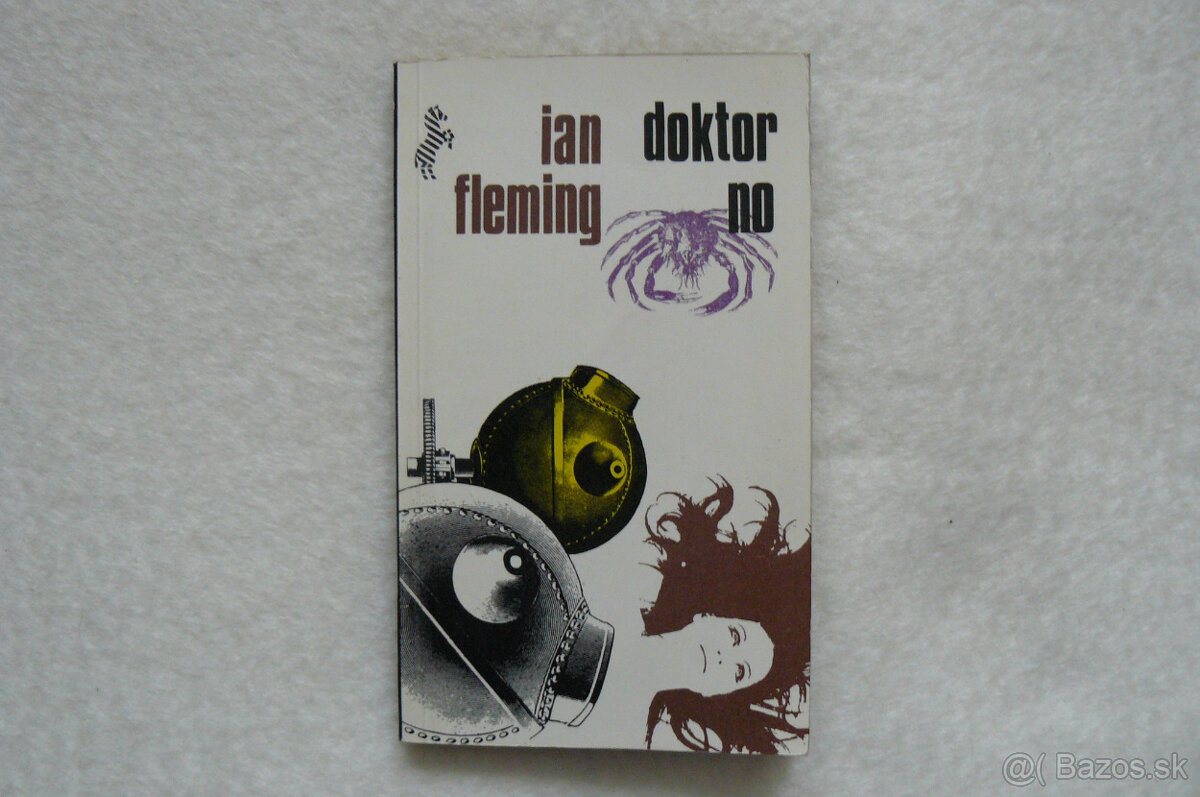 ian
fleming
doktor
no
@( Bazos.sk